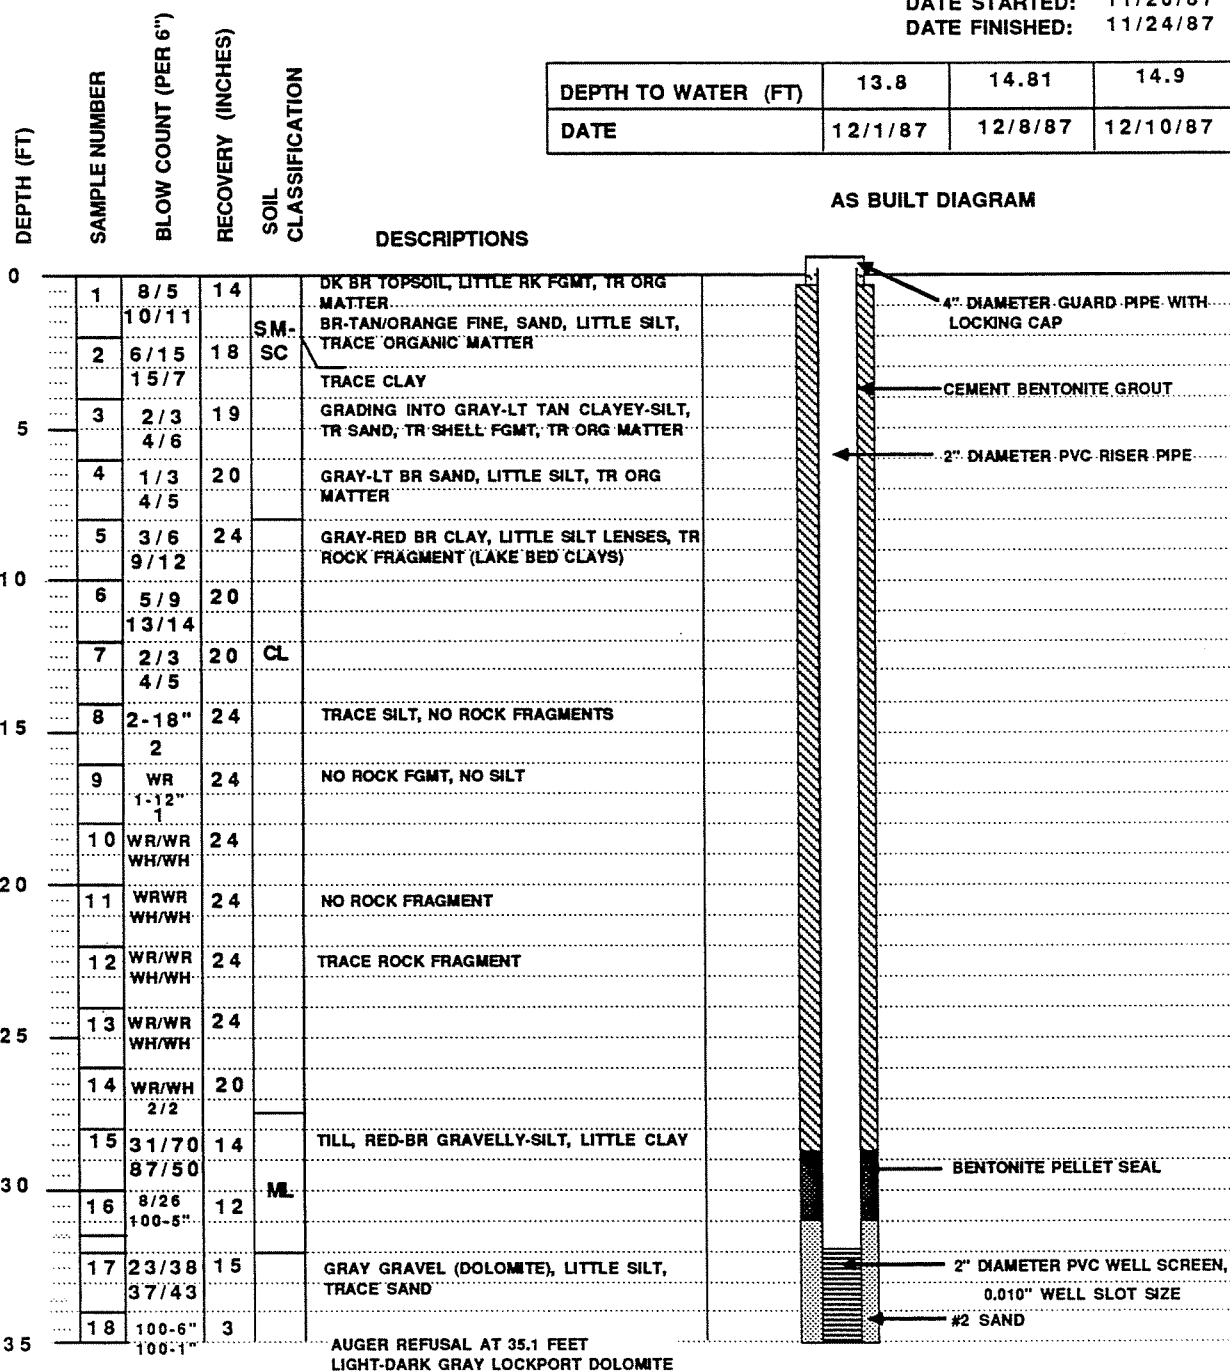 DATE STARTED: 11/20/87
DATE FINISHED: 11/24/87
DEPTH TO WATER (FT) 13.8 14.81 14.9
DATE 12/1/87 12/8/87 12/10/87
AS BUILT DIAGRAM
DEPTH (FT)
SAMPLE NUMBER
BLOW COUNT (PER 6")
RECOVERY (INCHES)
SOIL
CLASSIFICATION
DESCRIPTIONS
0
1 8/5 14 DK BR TOPSOIL, LITTLE RK FGMT, TR ORG
MATTER
10/11
SM-
SC
BR-TAN/ORANGE FINE, SAND, LITTLE SILT,
TRACE ORGANIC MATTER
2 6/15 18
15/7 TRACE CLAY
3 2/3 19 GRADING INTO GRAY-LT TAN CLAYEY-SILT,
5 4/6 TR SAND, TR SHELL FGMT, TR ORG MATTER
4 1/3 20 GRAY-LT BR SAND, LITTLE SILT, TR ORG
4/5 MATTER
5 3/6 24 GRAY-RED BR CLAY, LITTLE SILT LENSES, TR
9/12 ROCK FRAGMENT (LAKE BED CLAYS)
10
6 5/9 20
13/14
7 2/3 20 CL
4/5
8 2-18" 24 TRACE SILT, NO ROCK FRAGMENTS
15
2
9 WR 24 NO ROCK FGMT, NO SILT
1-12"
1
10 WR/WR 24
WH/WH
20
11 WRWR 24 NO ROCK FRAGMENT
WH/WH
12 WR/WR 24 TRACE ROCK FRAGMENT
WH/WH
13 WR/WR 24
25 WH/WH
14 WR/WH 20
2/2
15 31/70 14 TILL, RED-BR GRAVELLY-SILT, LITTLE CLAY
87/50
30 ML
16 8/26 12
100-5"
17 23/38 15 GRAY GRAVEL (DOLOMITE), LITTLE SILT,
37/43 TRACE SAND
18 100-6" 3
35 100-1" AUGER REFUSAL AT 35.1 FEET
LIGHT-DARK GRAY LOCKPORT DOLOMITE
4" DIAMETER GUARD PIPE WITH
LOCKING CAP
CEMENT BENTONITE GROUT
2" DIAMETER PVC RISER PIPE
BENTONITE PELLET SEAL
2" DIAMETER PVC WELL SCREEN,
0.010" WELL SLOT SIZE
#2 SAND